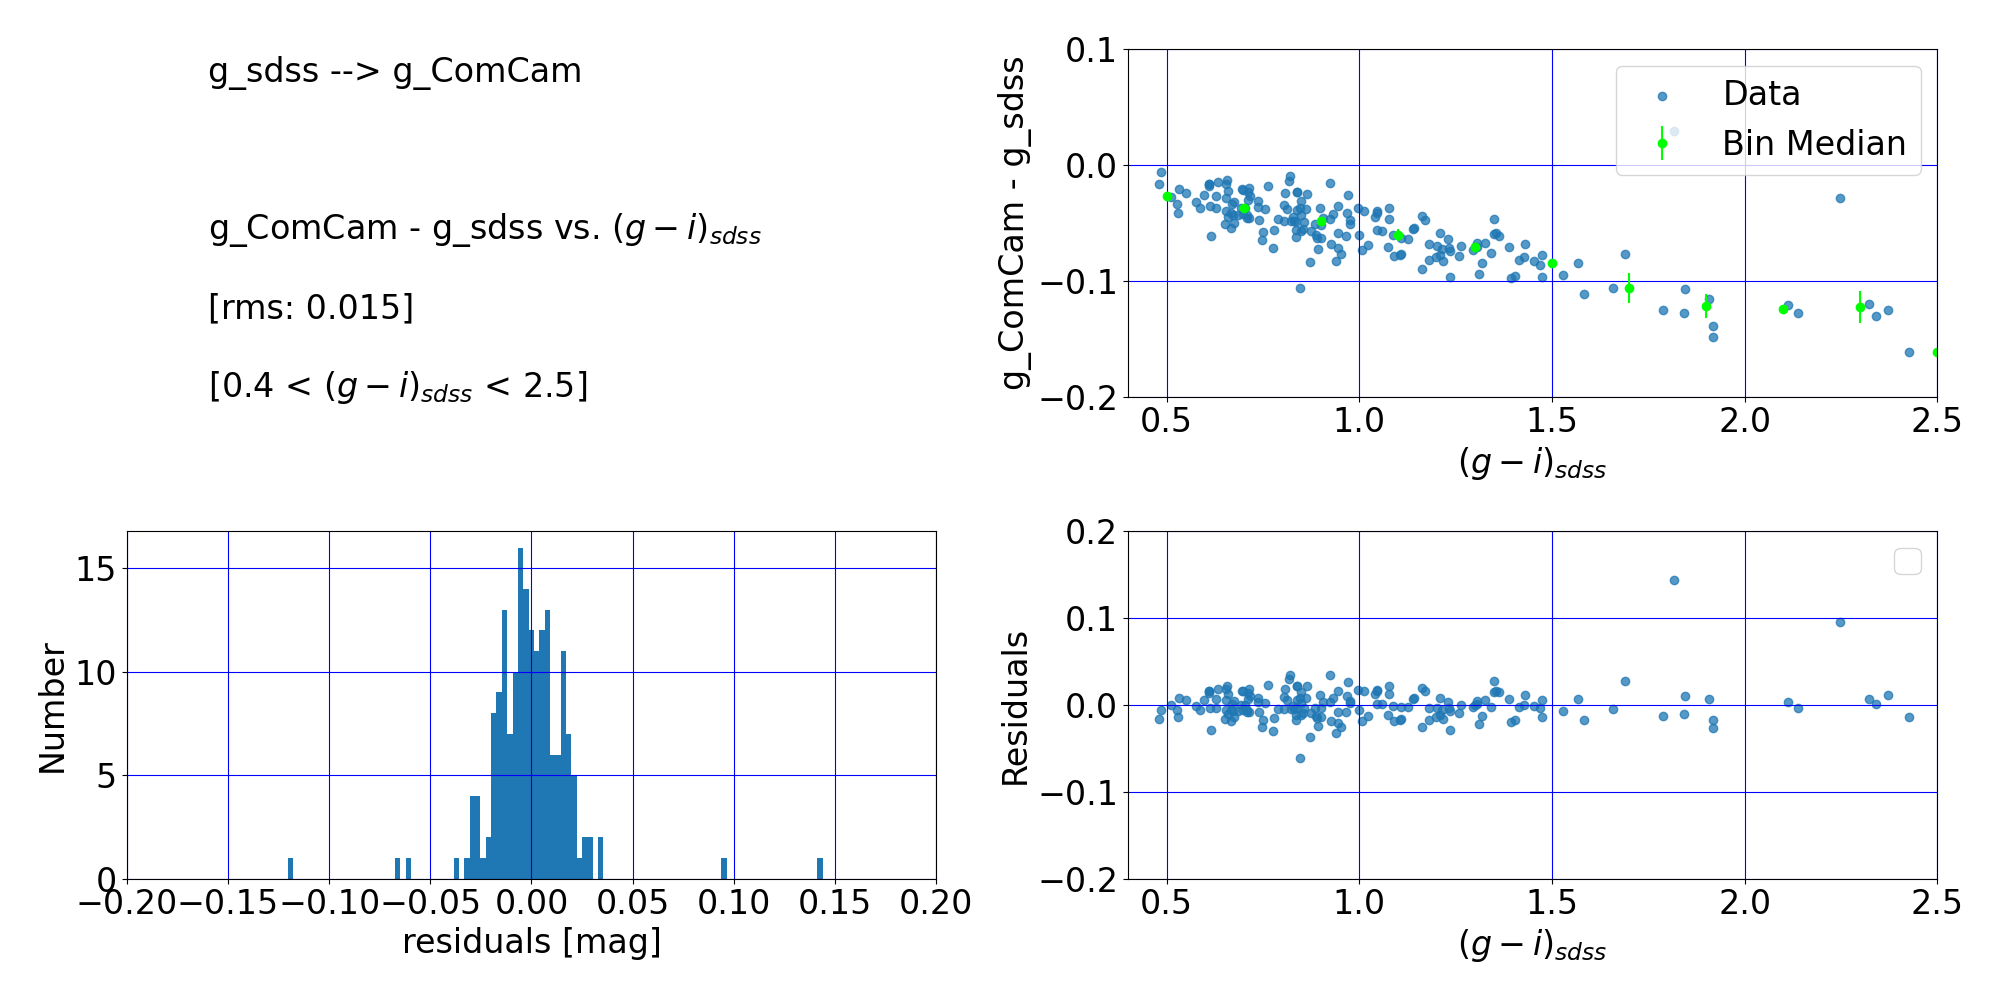 g_sdss --> g_ComCam
g_ComCam - g_sdss vs. (g − i)sdss
[rms: 0.015]
[0.4 < (g − i)sdss < 2.5]
g_ComCam - g_sdss
0.1
0.0
−0.1
−0.2
Data
Bin Median
0.5 1.0 1.5 2.0 2.5
(g − i)sdss
Number
15
10
5
0
−0.20 −0.15 −0.10 −0.05 0.00 0.05 0.10 0.15 0.20
residuals [mag]
Residuals
0.2
0.1
0.0
−0.1
−0.2
0.5 1.0 1.5 2.0 2.5
(g − i)sdss